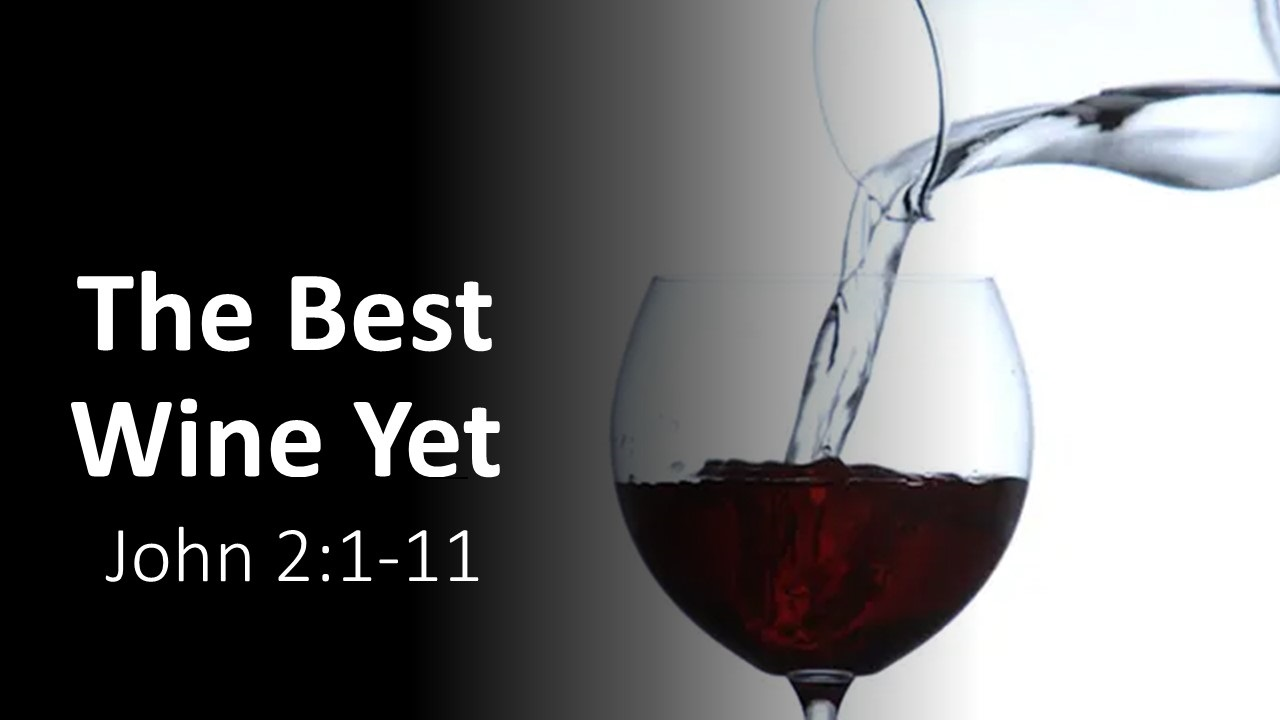 The Best
Wine Yet
John 2:1-11